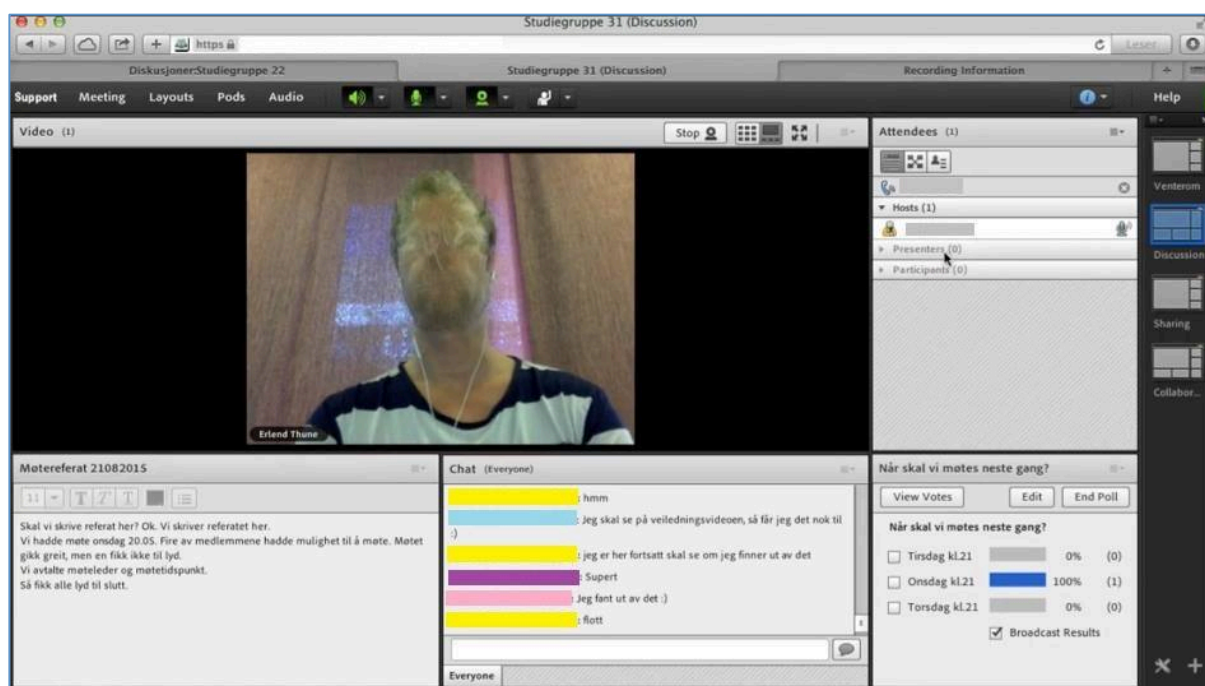 Studiegruppe 31 (Discussion)
https
Leser
Diskusjoner:Studiegruppe 22
Studiegruppe 31 (Discussion)
Recording Information
Support Meeting Layouts Pods Audio
Help
Video (1)
Stop
Erlend Thune
Attendees (1)
Hosts (1)
Presenters (0)
Participants (0)
Venterom
Discussion
Sharing
Collabor...
Møtereferat 21082015
11 T T T
Skal vi skrive referat her? Ok. Vi skriver referatet her.
Vi hadde møte onsdag 20.05. Fire av medlemmene hadde mulighet til å møte. Møtet
gikk greit, men en fikk ikke til lyd.
Vi avtalte møteleder og møtetidspunkt.
Så fikk alle lyd til slutt.
Chat (Everyone)
: hmm
: Jeg skal se på veiledningsvideoen, så får jeg det nok til
:)
: jeg er her fortsatt skal se om jeg finner ut av det
: Supert
: Jeg fant ut av det :)
: flott
Everyone
Når skal vi møtes neste gang?
View Votes Edit End Poll
Når skal vi møtes neste gang?
Tirsdag kl.21 0% (0)
Onsdag kl.21 100% (1)
Torsdag kl.21 0% (0)
Broadcast Results